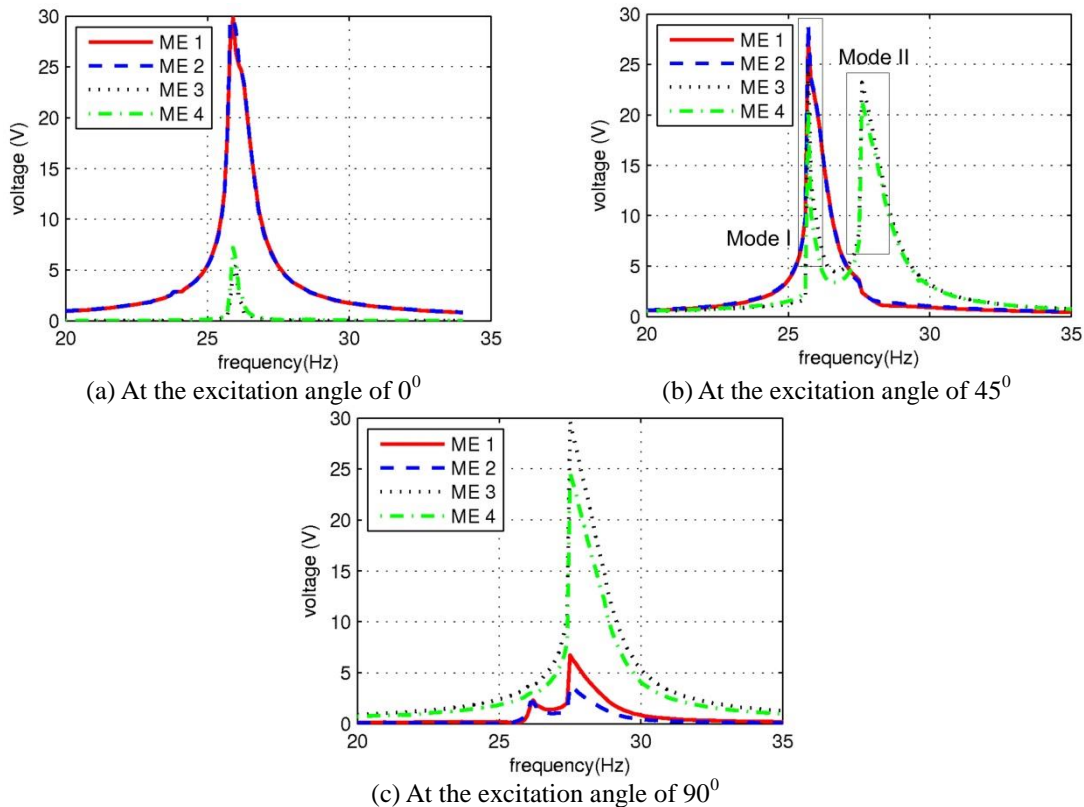 30
25
20
15
10
5
0
voltage (V)
ME 1
ME 2
ME 3
ME 4
20
25
30
35
frequency(Hz)
(a) At the excitation angle of 0⁰
30
25
20
15
10
5
0
voltage (V)
ME 1
ME 2
ME 3
ME 4
Mode II
Mode I
20
25
30
35
frequency(Hz)
(b) At the excitation angle of 45⁰
30
25
20
15
10
5
0
voltage (V)
ME 1
ME 2
ME 3
ME 4
20
25
30
35
frequency(Hz)
(c) At the excitation angle of 90⁰